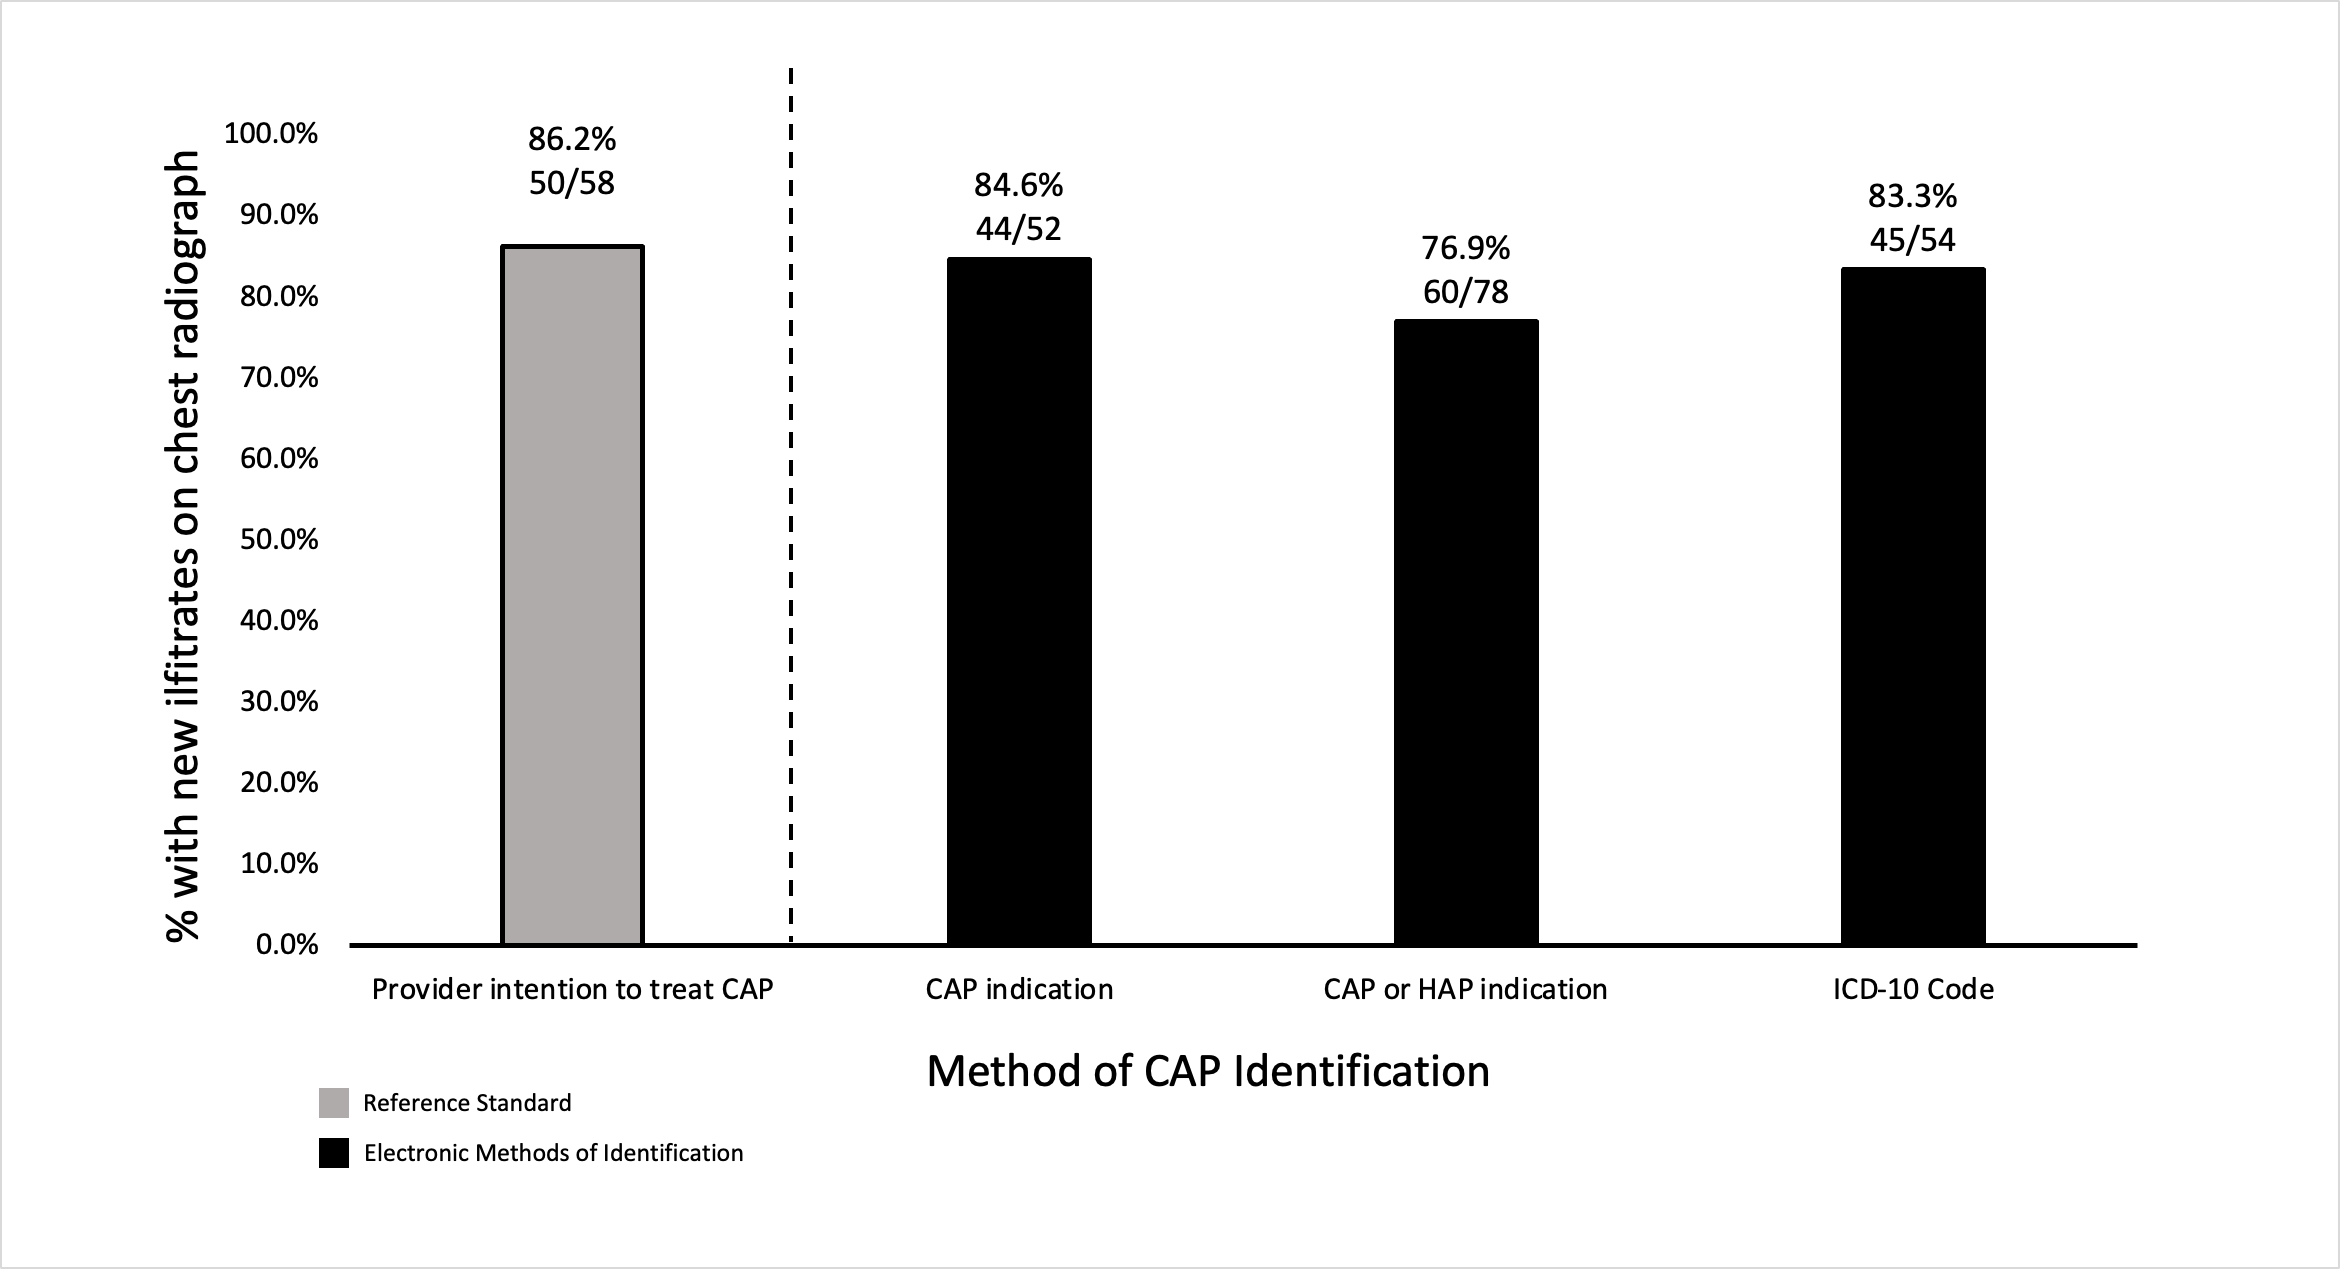 % with new ilfitrates on chest radiograph
100.0%
90.0%
80.0%
70.0%
60.0%
50.0%
40.0%
30.0%
20.0%
10.0%
0.0%
86.2%
50/58
84.6%
44/52
76.9%
60/78
83.3%
45/54
Provider intention to treat CAP
CAP indication
CAP or HAP indication
ICD-10 Code
Method of CAP Identification
Reference Standard
Electronic Methods of Identification